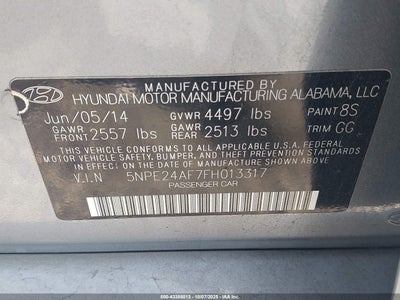 MANUFACTURED BY
HYUNDAI MOTOR MANUFACTURING ALABAMA, LLC
Jun/05/14 GVWR 4497 lbs PAINT 8S
GAWR FRONT 2557 lbs GAWR REAR 2513 lbs TRIM GG
THIS VEHICLE CONFORMS TO ALL APPLICABLE U.S.A. FEDERAL
MOTOR VEHICLE SAFETY, BUMPER, AND THEFT PREVENTION STANDARDS
IN EFFECT ON THE DATE OF MANUFACTURE SHOWN ABOVE.
V.I.N 5NPE24AF7FH013317
PASSENGER CAR